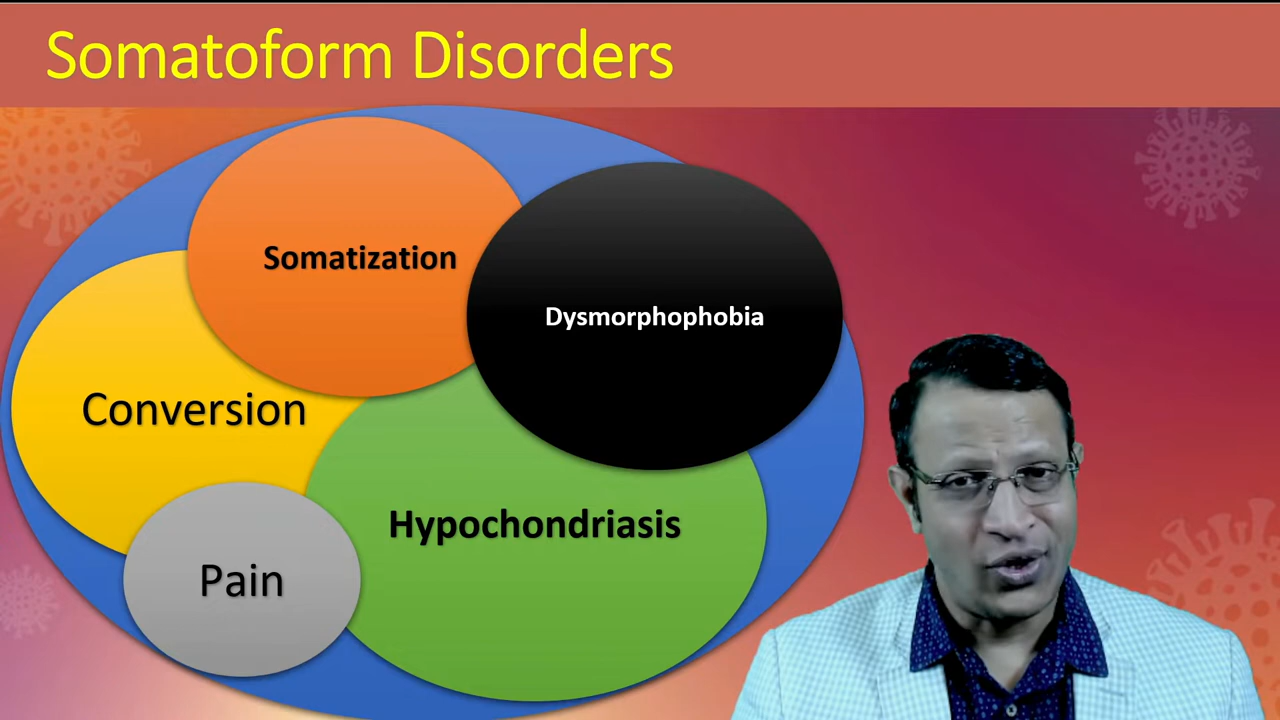 Somatoform Disorders
Somatization
Dysmorphophobia
Conversion
Hypochondriasis
Pain